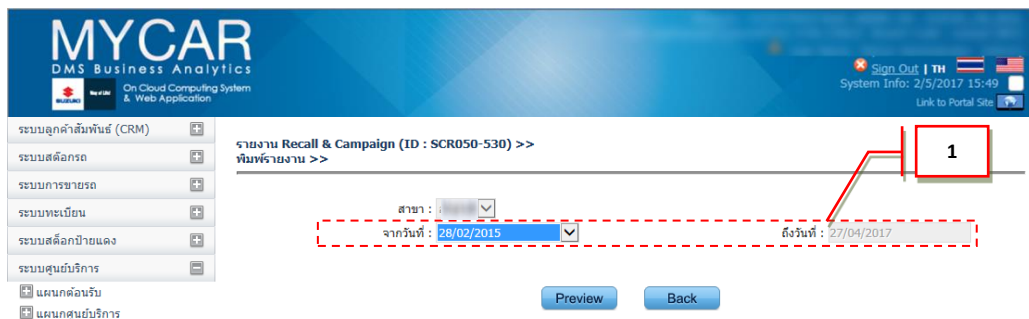 MYCAR
DMS Business Analytics
SUZUKI Way of Life! On Cloud Computing System
& Web Application
Sign Out | TH
System Info: 2/5/2017 15:49
Link to Portal Site
ระบบลูกค้าสัมพันธ์ (CRM)
ระบบสต๊อกรถ
ระบบการขายรถ
ระบบทะเบียน
ระบบสต็อกป้ายแดง
ระบบศูนย์บริการ
แผนกต้อนรับ
แผนกศูนย์บริการ
รายงาน Recall & Campaign (ID : SCR050-530) >>
พิมพ์รายงาน >>
1
สาขา :
จากวันที่ : 28/02/2015 ถึงวันที่ : 27/04/2017
Preview Back